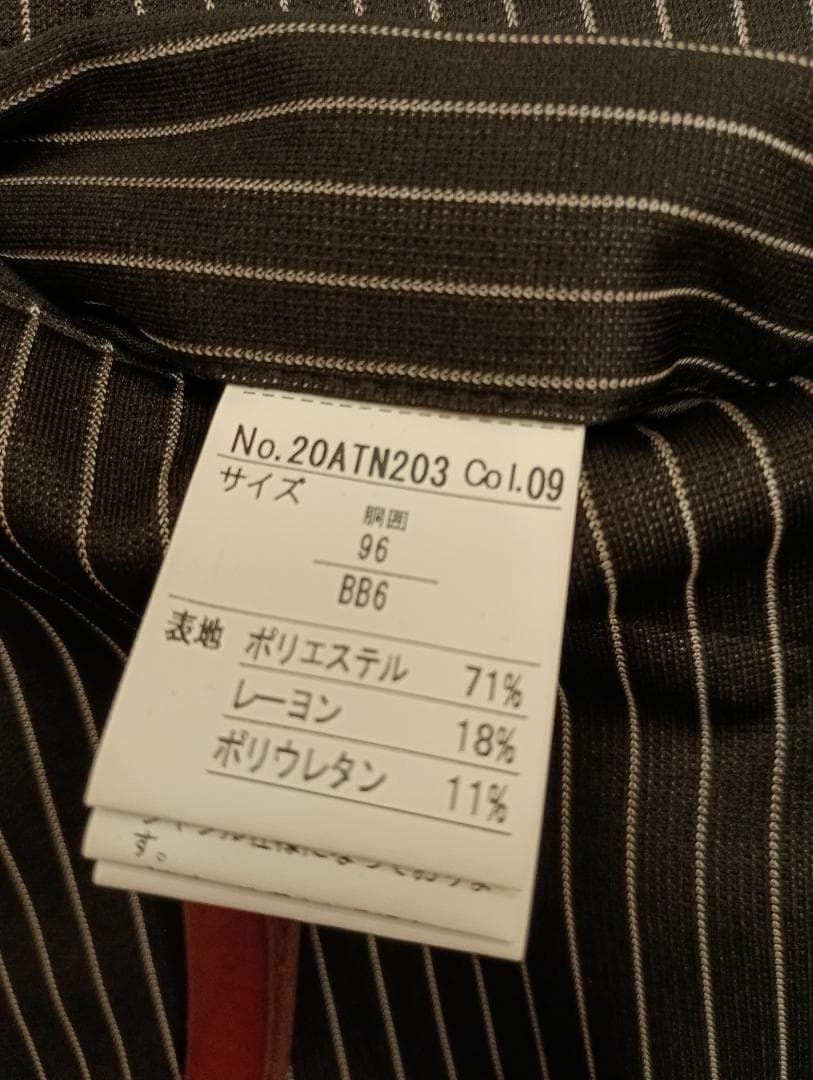 No.20ATN203 Col.09
サイズ
胴囲
96
BB6
表地 ポリエステル 71%
レーヨン 18%
ポリウレタン 11%
す。